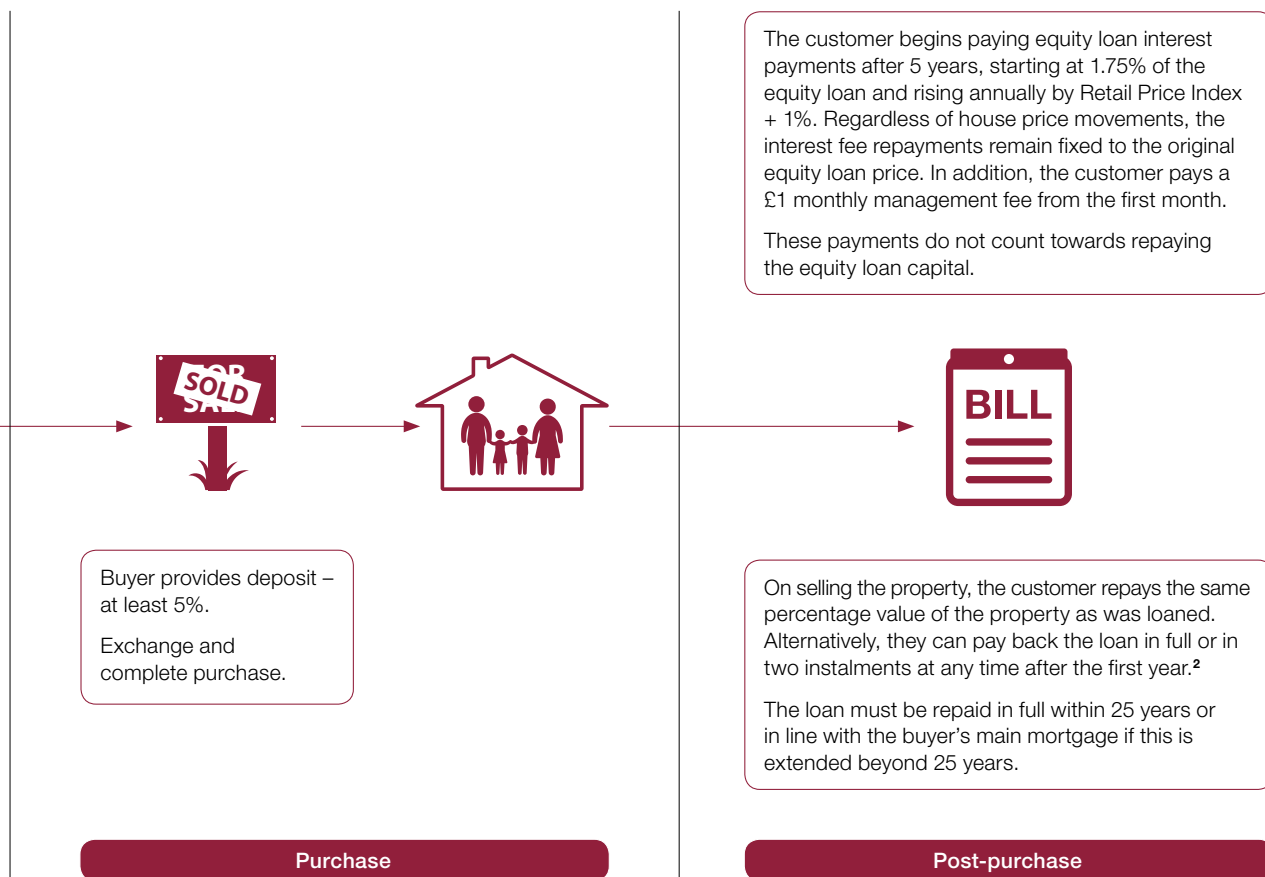 The customer begins paying equity loan interest
payments after 5 years, starting at 1.75% of the
equity loan and rising annually by Retail Price Index
+ 1%. Regardless of house price movements, the
interest fee repayments remain fixed to the original
equity loan price. In addition, the customer pays a
£1 monthly management fee from the first month.
These payments do not count towards repaying
the equity loan capital.
FOR
SOLD
SALE
BILL
Buyer provides deposit –
at least 5%.
Exchange and
complete purchase.
On selling the property, the customer repays the same
percentage value of the property as was loaned.
Alternatively, they can pay back the loan in full or in
two instalments at any time after the first year.²
The loan must be repaid in full within 25 years or
in line with the buyer’s main mortgage if this is
extended beyond 25 years.
Purchase
Post-purchase